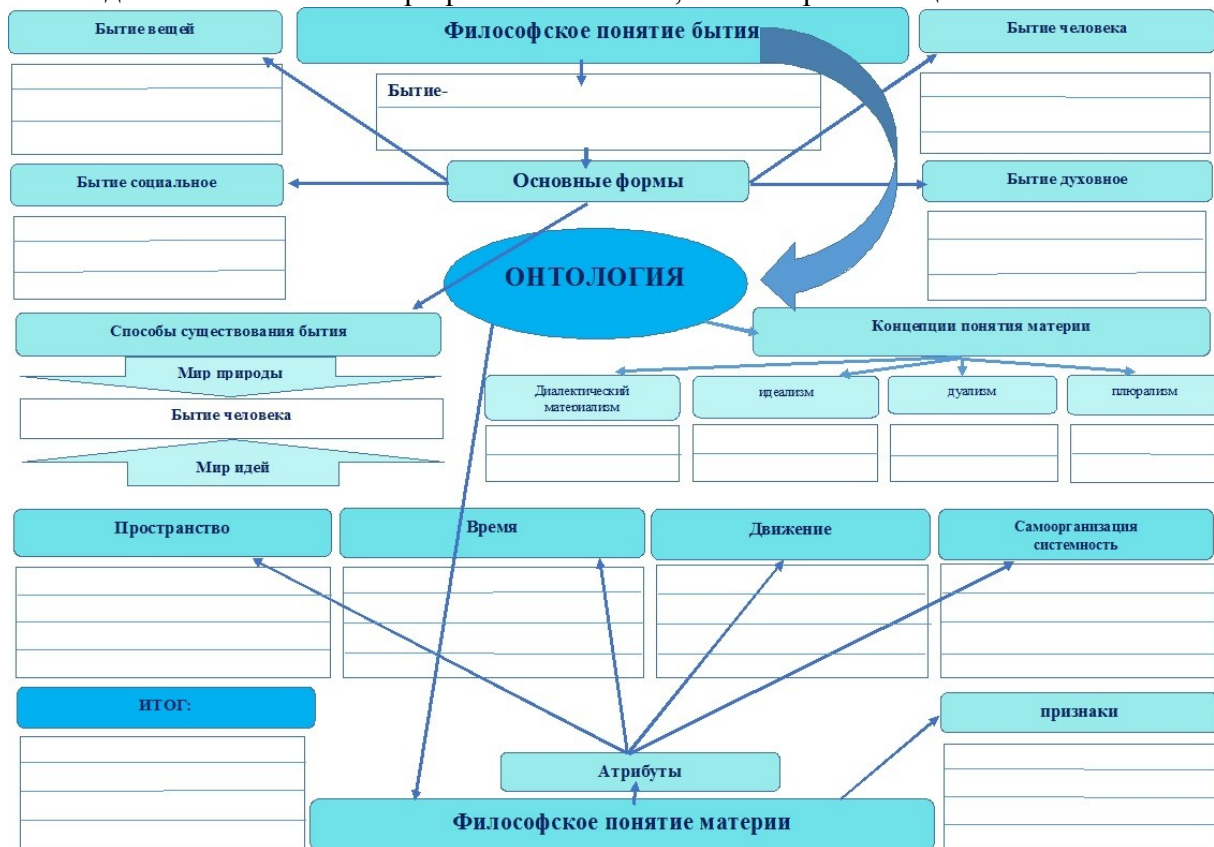 Бытие вещей
Философское понятие бытия
Бытие человека
Бытие-
Бытие социальное
Основные формы
Бытие духовное
ОНТОЛОГИЯ
Способы существования бытия
Концепции понятия материи
Мир природы
Бытие человека
Мир идей
Диалектический
материализм
идеализм
дуализм
плюрализм
Пространство
Время
Движение
Самоорганизация
системность
ИТОГ:
признаки
Атрибуты
Философское понятие материи